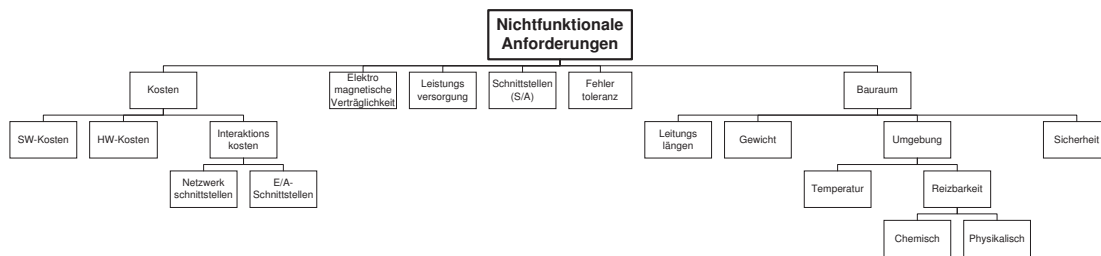 Nichtfunktionale
Anforderungen
Kosten
Elektro
magnetische
Verträglichkeit
Leistungs
versorgung
Schnittstellen
(S/A)
Fehler
toleranz
Bauraum
SW-Kosten
HW-Kosten
Interaktions
kosten
Leitungs
längen
Gewicht
Umgebung
Sicherheit
Netzwerk
schnittstellen
E/A-
Schnittstellen
Temperatur
Reizbarkeit
Chemisch
Physikalisch